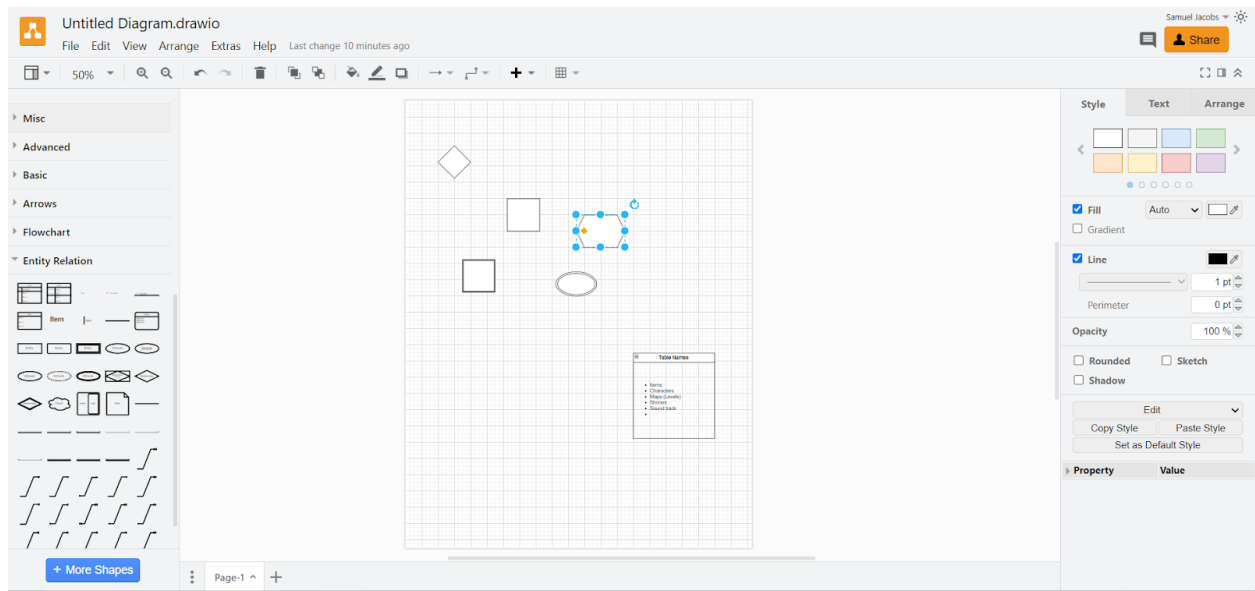 Untitled Diagram.drawio
Samuel Jacobs
File Edit View Arrange Extras Help Last change 10 minutes ago
Share
50%
Misc
Advanced
Basic
Arrows
Flowchart
Entity Relation
Item
+ More Shapes
Table Names
Items
Characters
Maps (Levels)
Shrines
Sound track
Page-1
Style Text Arrange
Fill Auto
Gradient
Line
1 pt
Perimeter 0 pt
Opacity 100 %
Rounded Sketch
Shadow
Edit
Copy Style Paste Style
Set as Default Style
Property Value